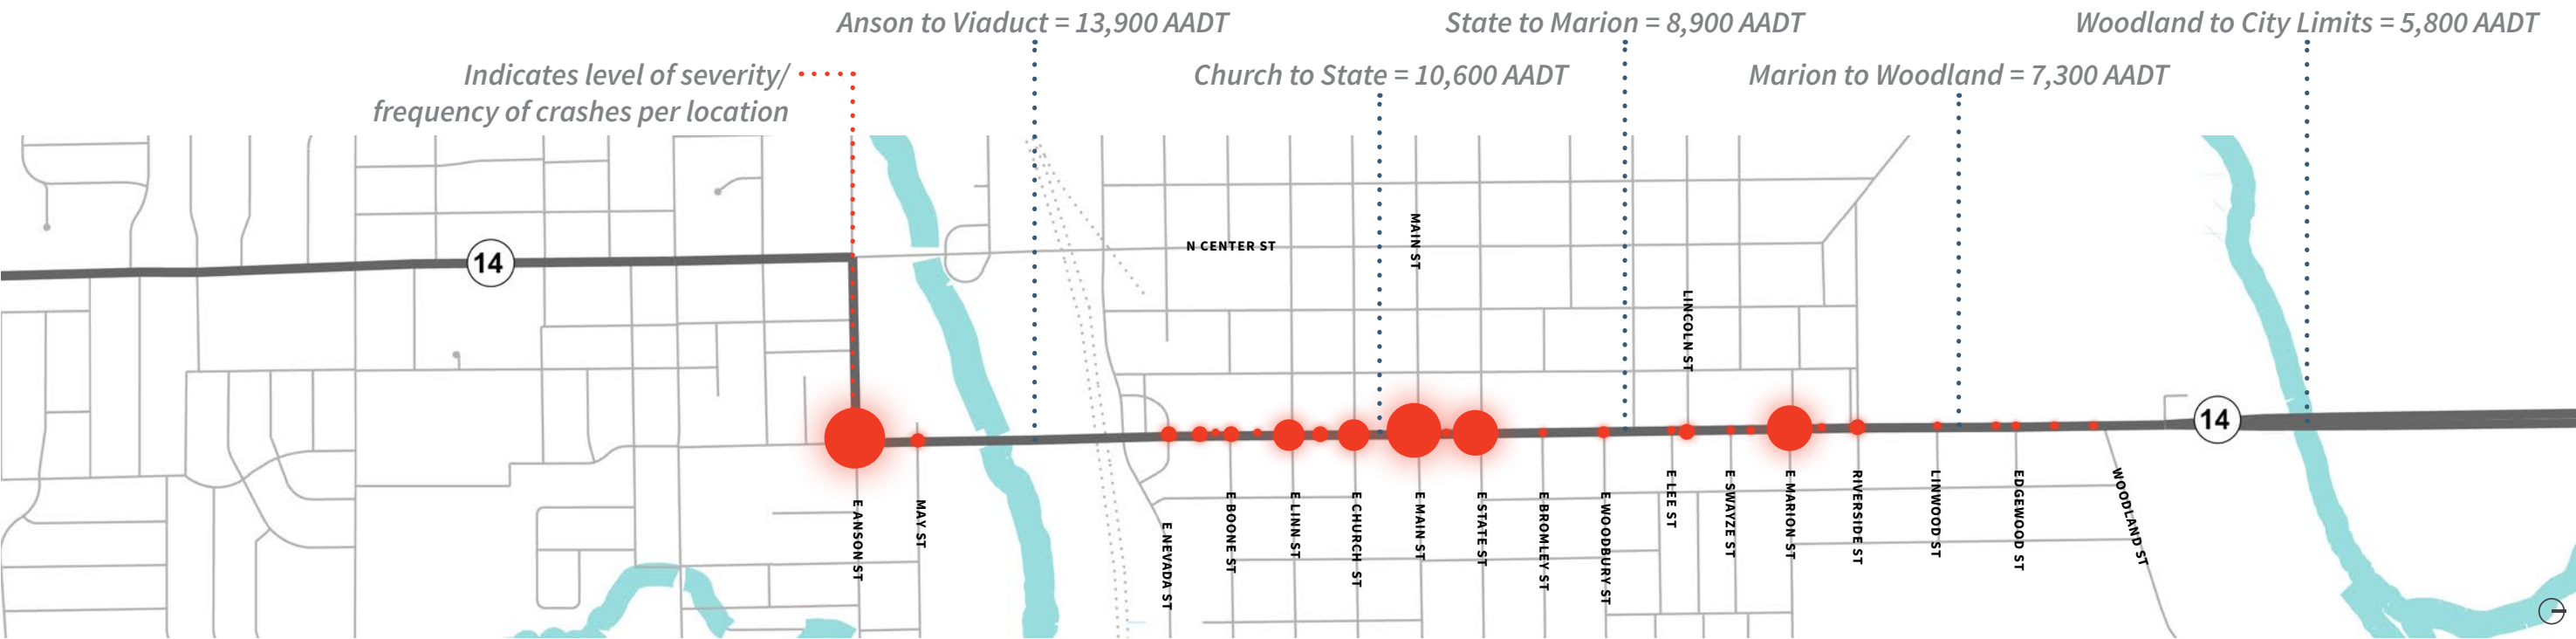 Anson to Viaduct = 13,900 AADT
State to Marion = 8,900 AADT
Woodland to City Limits = 5,800 AADT
Indicates level of severity/
frequency of crashes per location
Church to State = 10,600 AADT
Marion to Woodland = 7,300 AADT
14
N CENTER ST
MAIN ST
LINCOLN ST
14
E ANSON ST
MAY ST
E NEVADA ST
E BOONE ST
E LINN ST
E CHURCH ST
E MAIN ST
E STATE ST
E BROMLEY ST
E WOODBURY ST
E LEE ST
E SWAYZE ST
E MARION ST
RIVERSIDE ST
LINWOOD ST
EDGEWOOD ST
WOODLAND ST